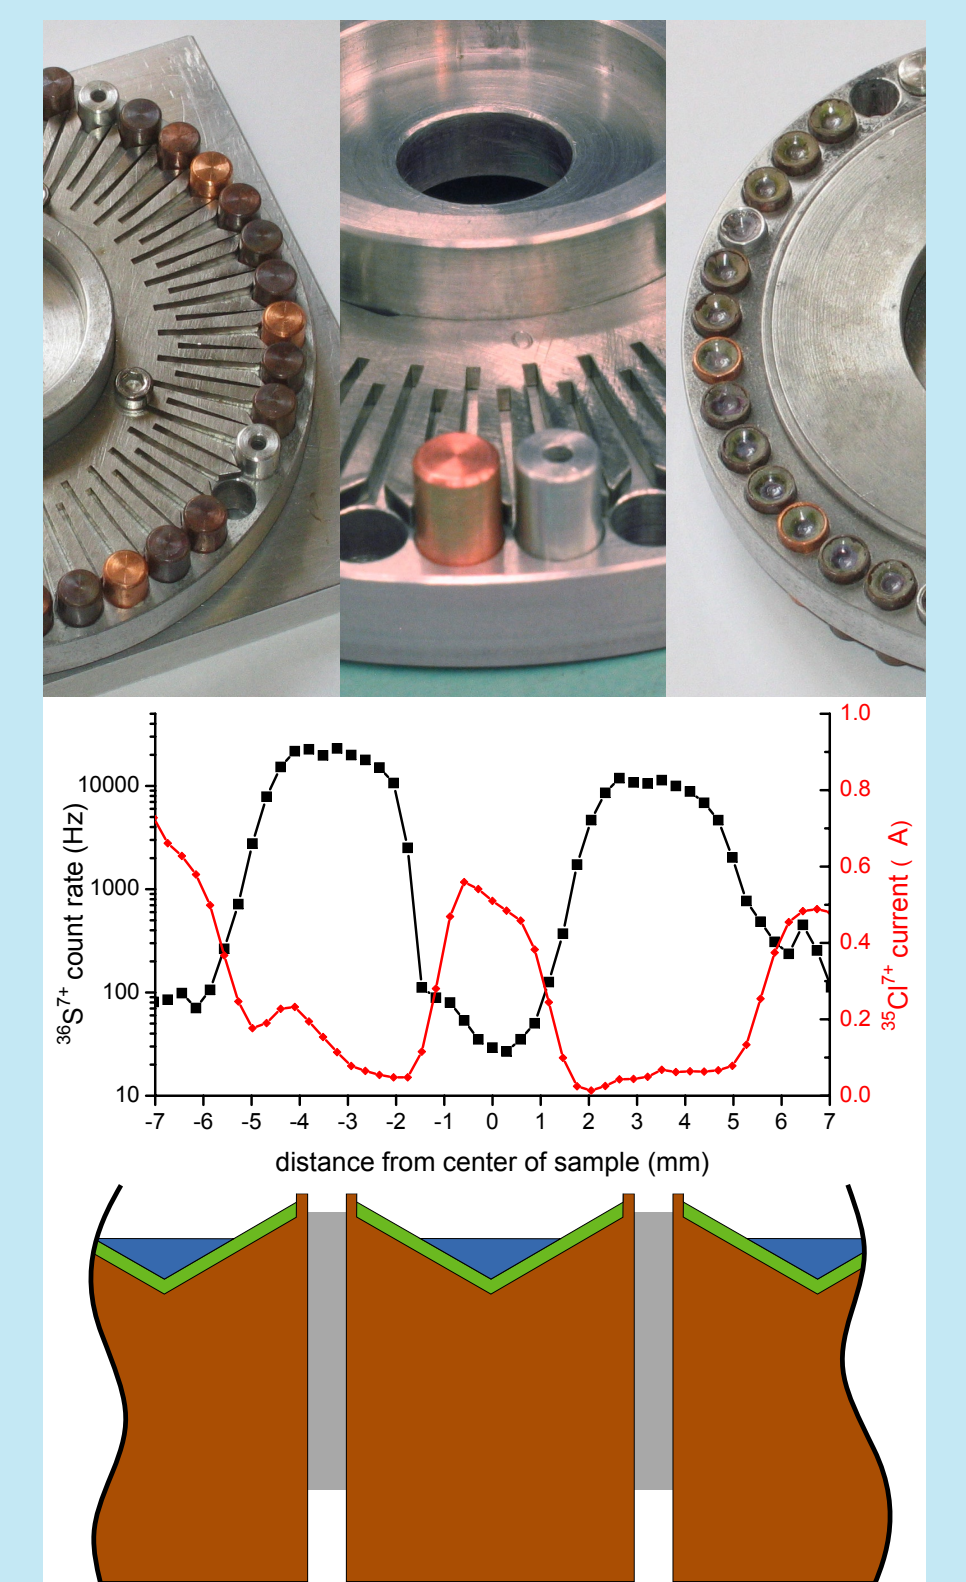 1.0
10000
0.8
1000
0.6
0.4
100
0.2
10
0.0
³⁶S⁷⁺ count rate (Hz)
³⁵Cl⁷⁺ current ( A)
-7 -6 -5 -4 -3 -2 -1 0 1 2 3 4 5 6 7
distance from center of sample (mm)